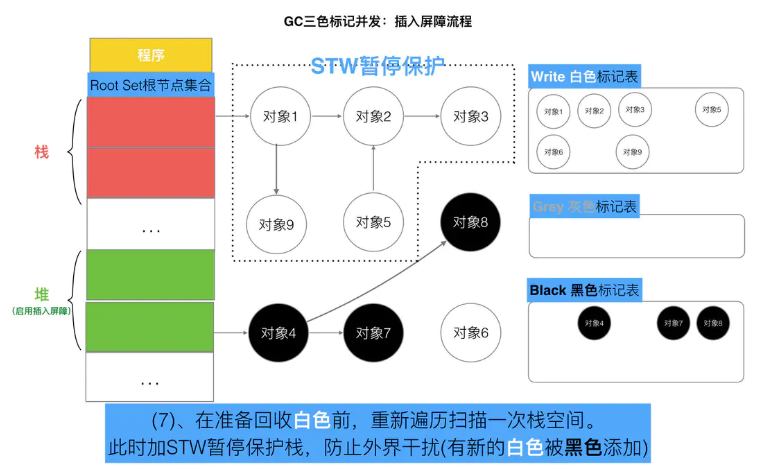 GC三色标记并发：插入屏障流程
程序
Root Set根节点集合
栈
...
堆
(启用插入屏障)
...
STW暂停保护
对象1
对象2
对象3
对象9
对象5
对象8
对象4
对象7
对象6
Write 白色标记表
对象1
对象2
对象3
对象5
对象6
对象9
Gray 灰色标记表
Black 黑色标记表
对象4
对象7
对象8
(7)、在准备回收白色前，重新遍历扫描一次栈空间。
此时加STW暂停保护栈，防止外界干扰(有新的白色被黑色添加)